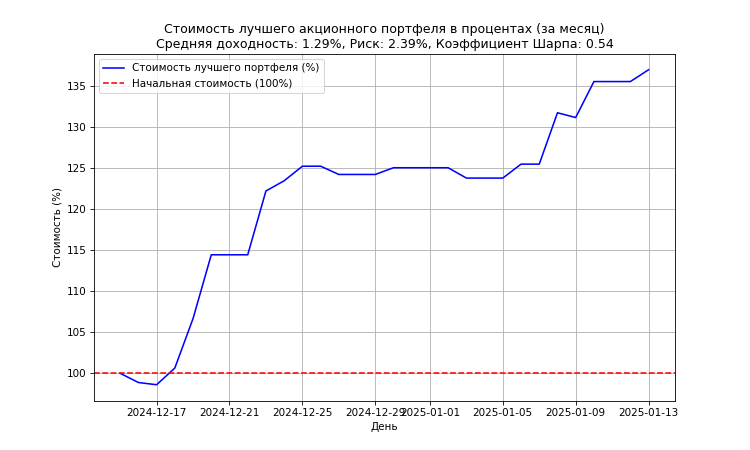 Стоимость лучшего акционного портфеля в процентах (за месяц)
Средняя доходность: 1.29%, Риск: 2.39%, Коэффициент Шарпа: 0.54
Стоимость лучшего портфеля (%)
Начальная стоимость (100%)
Стоимость (%)
135
130
125
120
115
110
105
100
2024-12-17
2024-12-21
2024-12-25
2024-12-29
2025-01-01
2025-01-05
2025-01-09
2025-01-13
День